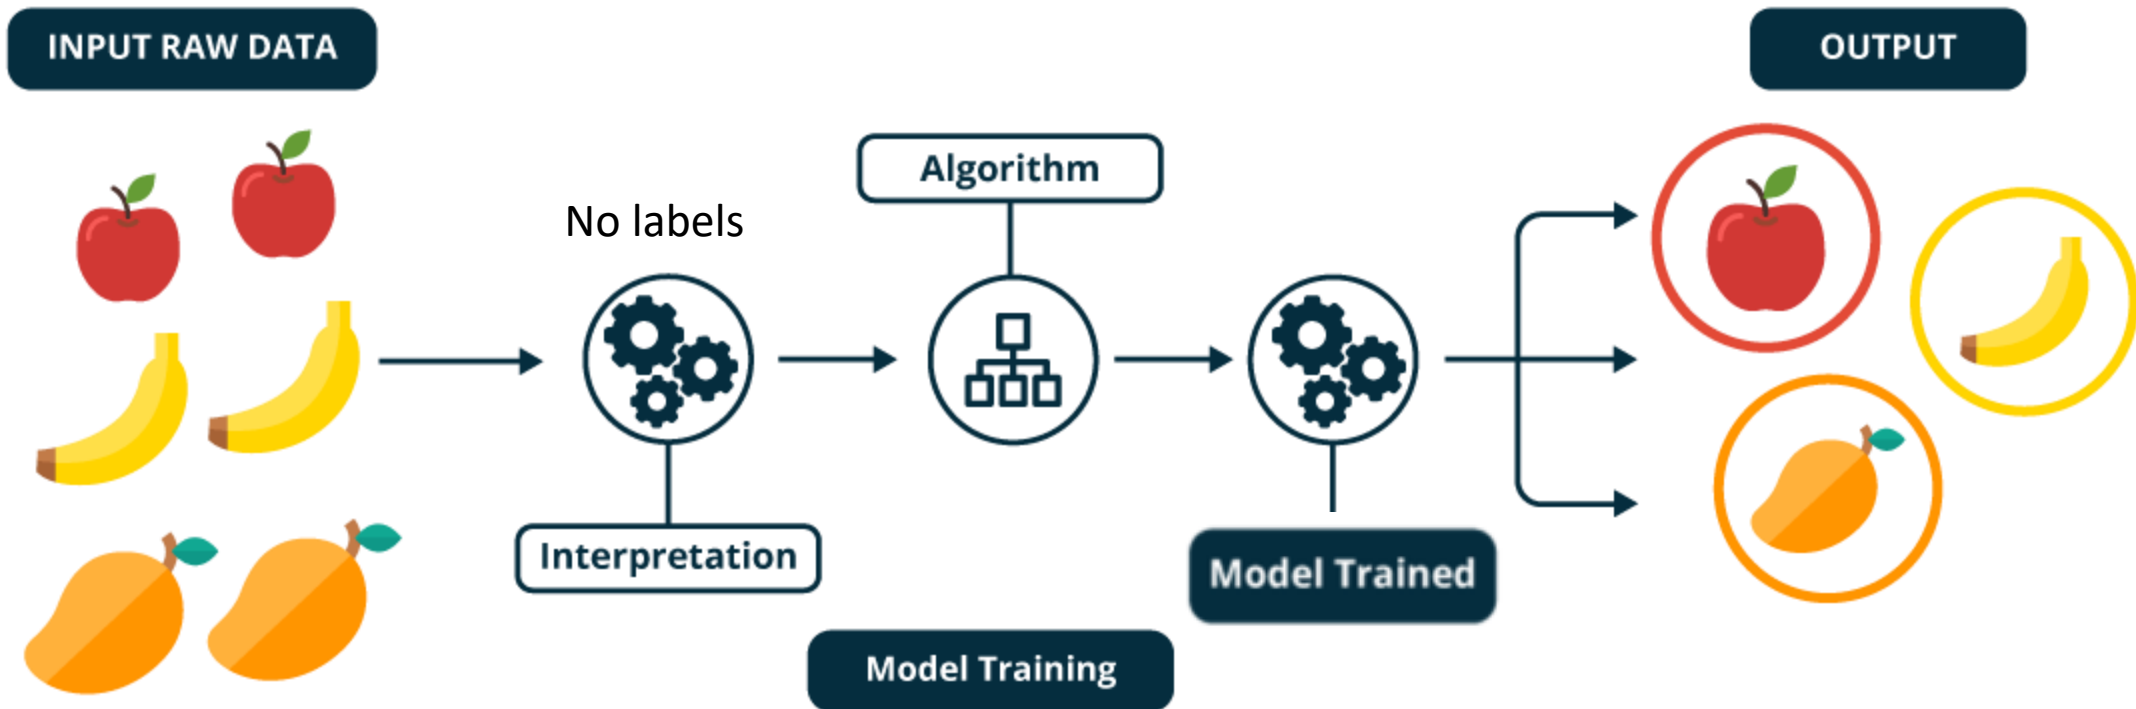 INPUT RAW DATA
OUTPUT
Algorithm
No labels
Interpretation
Model Trained
Model Training